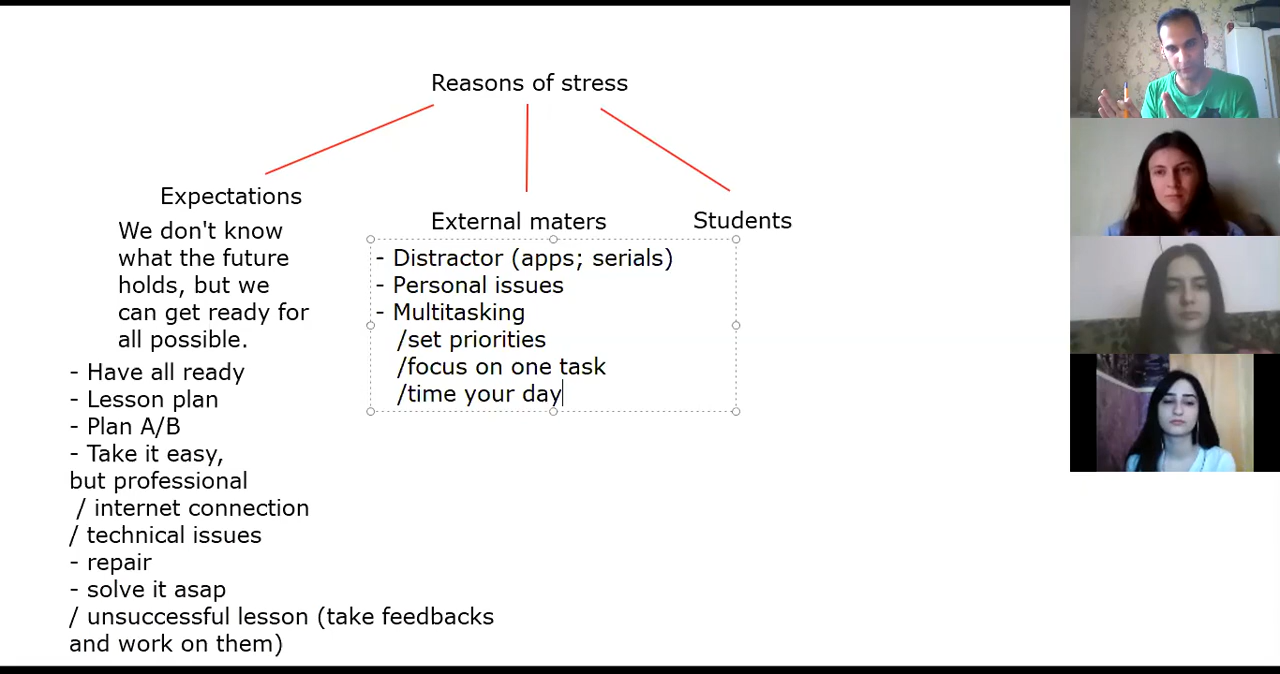 Reasons of stress
Expectations
We don't know
what the future
holds, but we
can get ready for
all possible.
- Have all ready
- Lesson plan
- Plan A/B
- Take it easy,
but professional
/ internet connection
/ technical issues
- repair
- solve it asap
/ unsuccessful lesson (take feedbacks
and work on them)
External maters
- Distractor (apps; serials)
- Personal issues
- Multitasking
/set priorities
/focus on one task
/time your day
Students